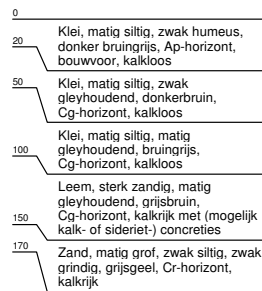 0
Klei, matig siltig, zwak humeus,
donker bruingrijs, Ap-horizont,
bouwvoor, kalkloos
20
Klei, matig siltig, zwak
gleyhoudend, donkerbruin,
Cg-horizont, kalkloos
50
Klei, matig siltig, matig
gleyhoudend, bruingrijs,
Cg-horizont, kalkloos
100
Leem, sterk zandig, matig
gleyhoudend, grijsbruin,
Cg-horizont, kalkrijk met (mogelijk
kalk- of sideriet-) concreties
150
Zand, matig grof, zwak siltig, zwak
grindig, grijsgeel, Cr-horizont,
kalkrijk
170